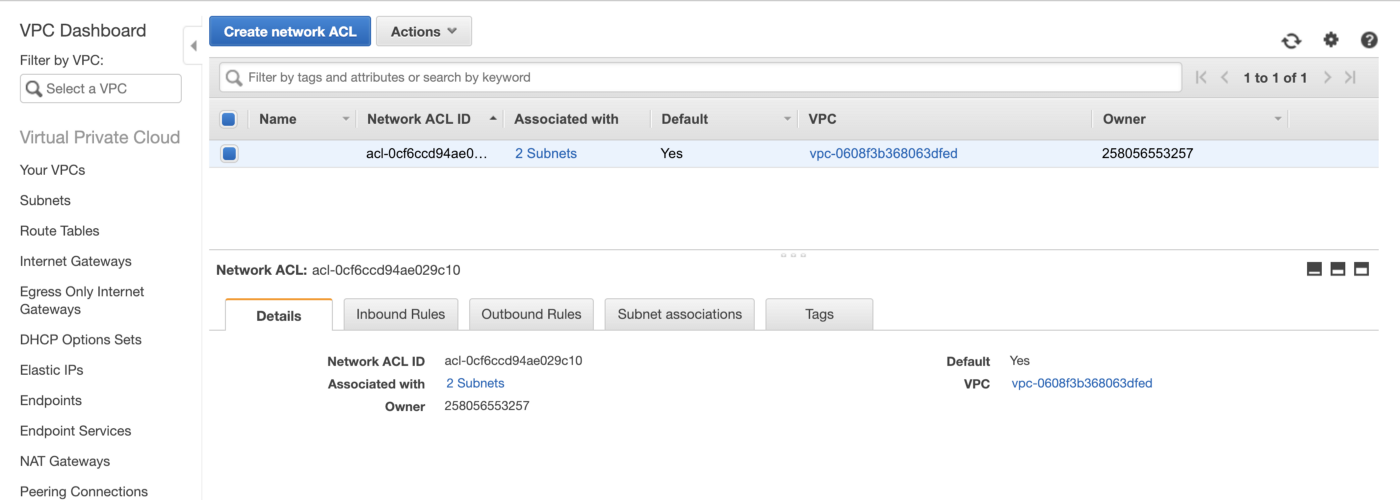 VPC Dashboard
Filter by VPC:
Select a VPC
Virtual Private Cloud
Your VPCs
Subnets
Route Tables
Internet Gateways
Egress Only Internet
Gateways
DHCP Option Sets
Elastic IPs
Endpoints
Endpoint Services
NAT Gateways
Peering Connections
Create network ACL Actions
Filter by tags and attributes or search by keyword 1 to 1 of 1
Name Network ACL ID Associated with Default VPC Owner
acl-0cf6ccd94ae0... 2 Subnets Yes vpc-0608f3b368063dfed 258056553257
Network ACL: acl-0cf6ccd94ae029c10
Details Inbound Rules Outbound Rules Subnet associations Tags
Network ACL ID acl-0cf6ccd94ae029c10 Default Yes
Associated with 2 Subnets VPC vpc-0608f3b368063dfed
Owner 258056553257